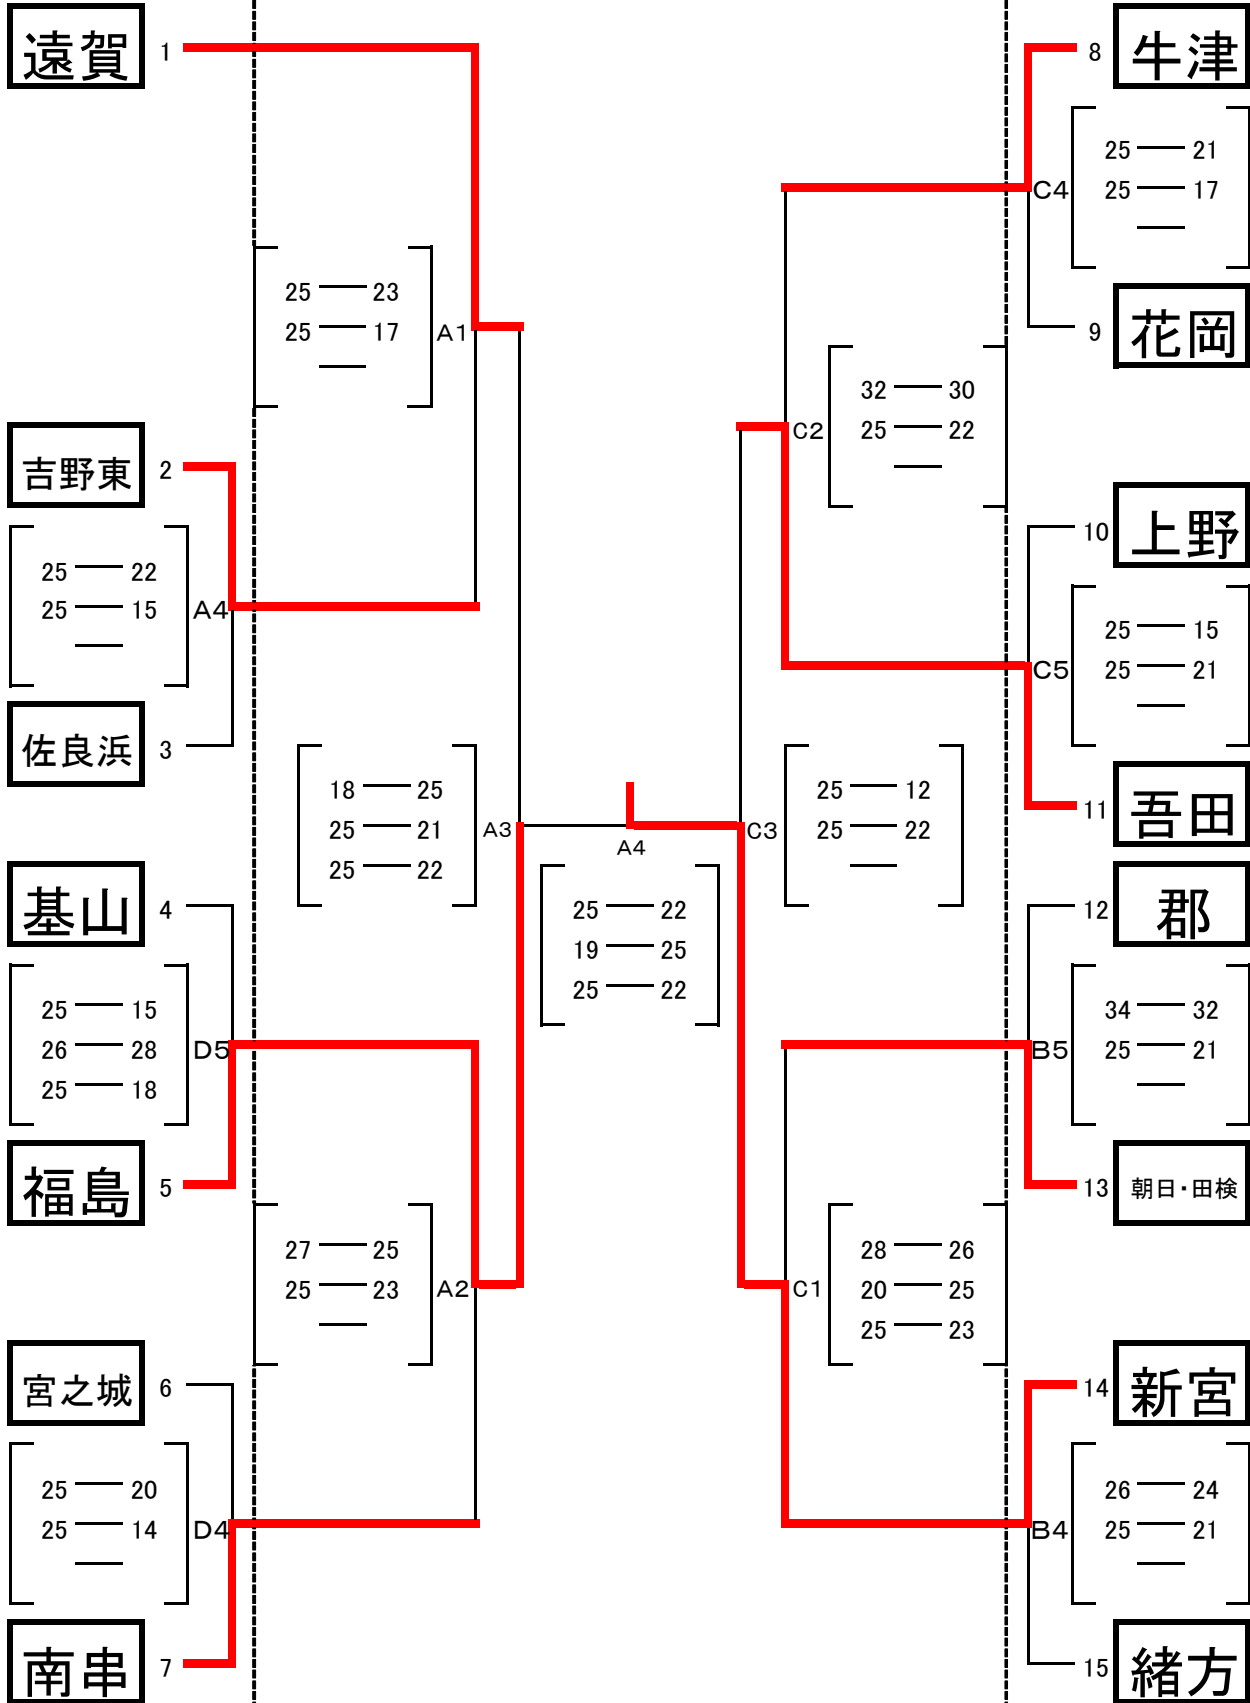 遠賀 1
25 23
25 17
A1
吉野東 2
25 22
25 15
A4
佐良浜 3
18 25
25 21
25 22
A3
基山 4
25 15
26 28
25 18
D5
福島 5
27 25
25 23
A2
宮之城 6
25 20
25 14
D4
南串 7
A4
25 22
19 25
25 22
8 牛津
C4
25 21
25 17
9 花岡
C2
32 30
25 22
10 上野
C5
25 15
25 21
11 吾田
C3
25 12
25 22
12 郡
B5
34 32
25 21
13 朝日・田検
C1
28 26
20 25
25 23
14 新宮
B4
26 24
25 21
15 緒方